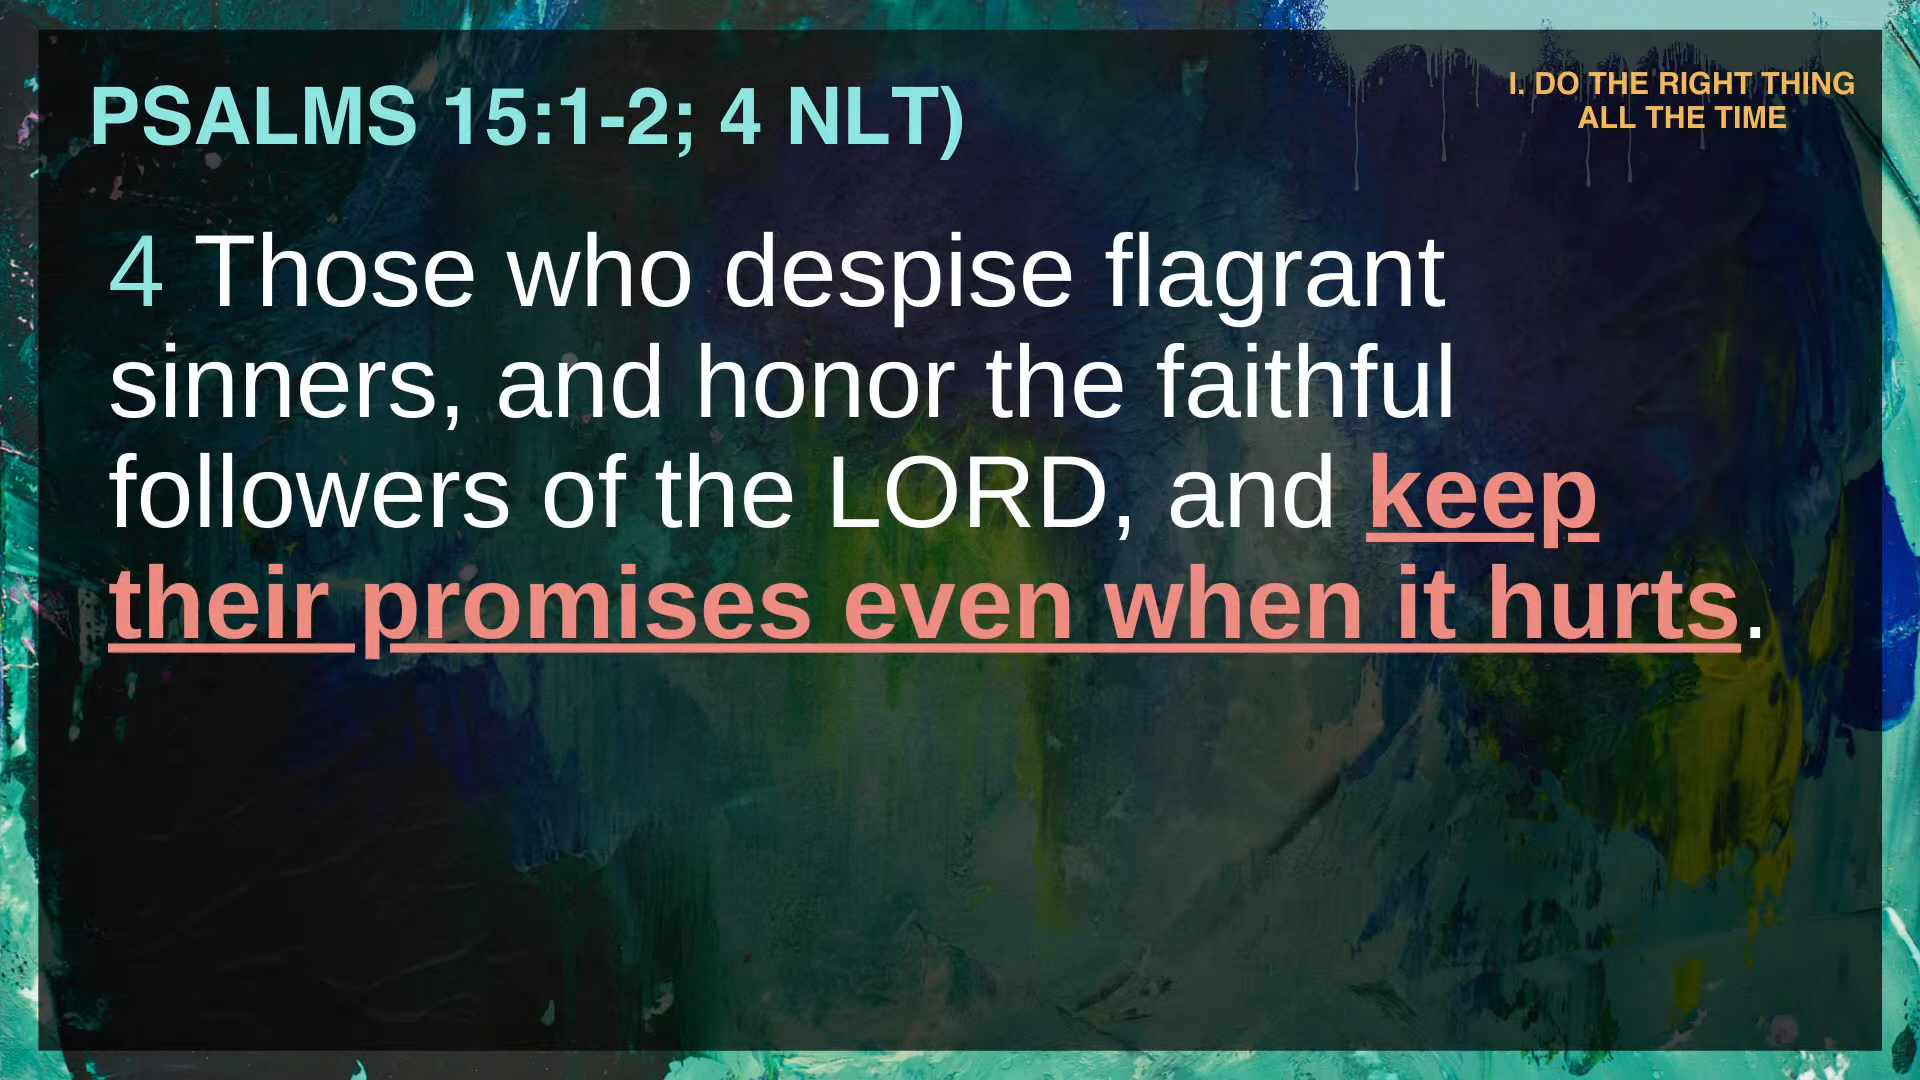 PSALMS 15:1-2; 4 NLT)
I. DO THE RIGHT THING
ALL THE TIME
4 Those who despise flagrant
sinners, and honor the faithful
followers of the LORD, and keep
their promises even when it hurts.